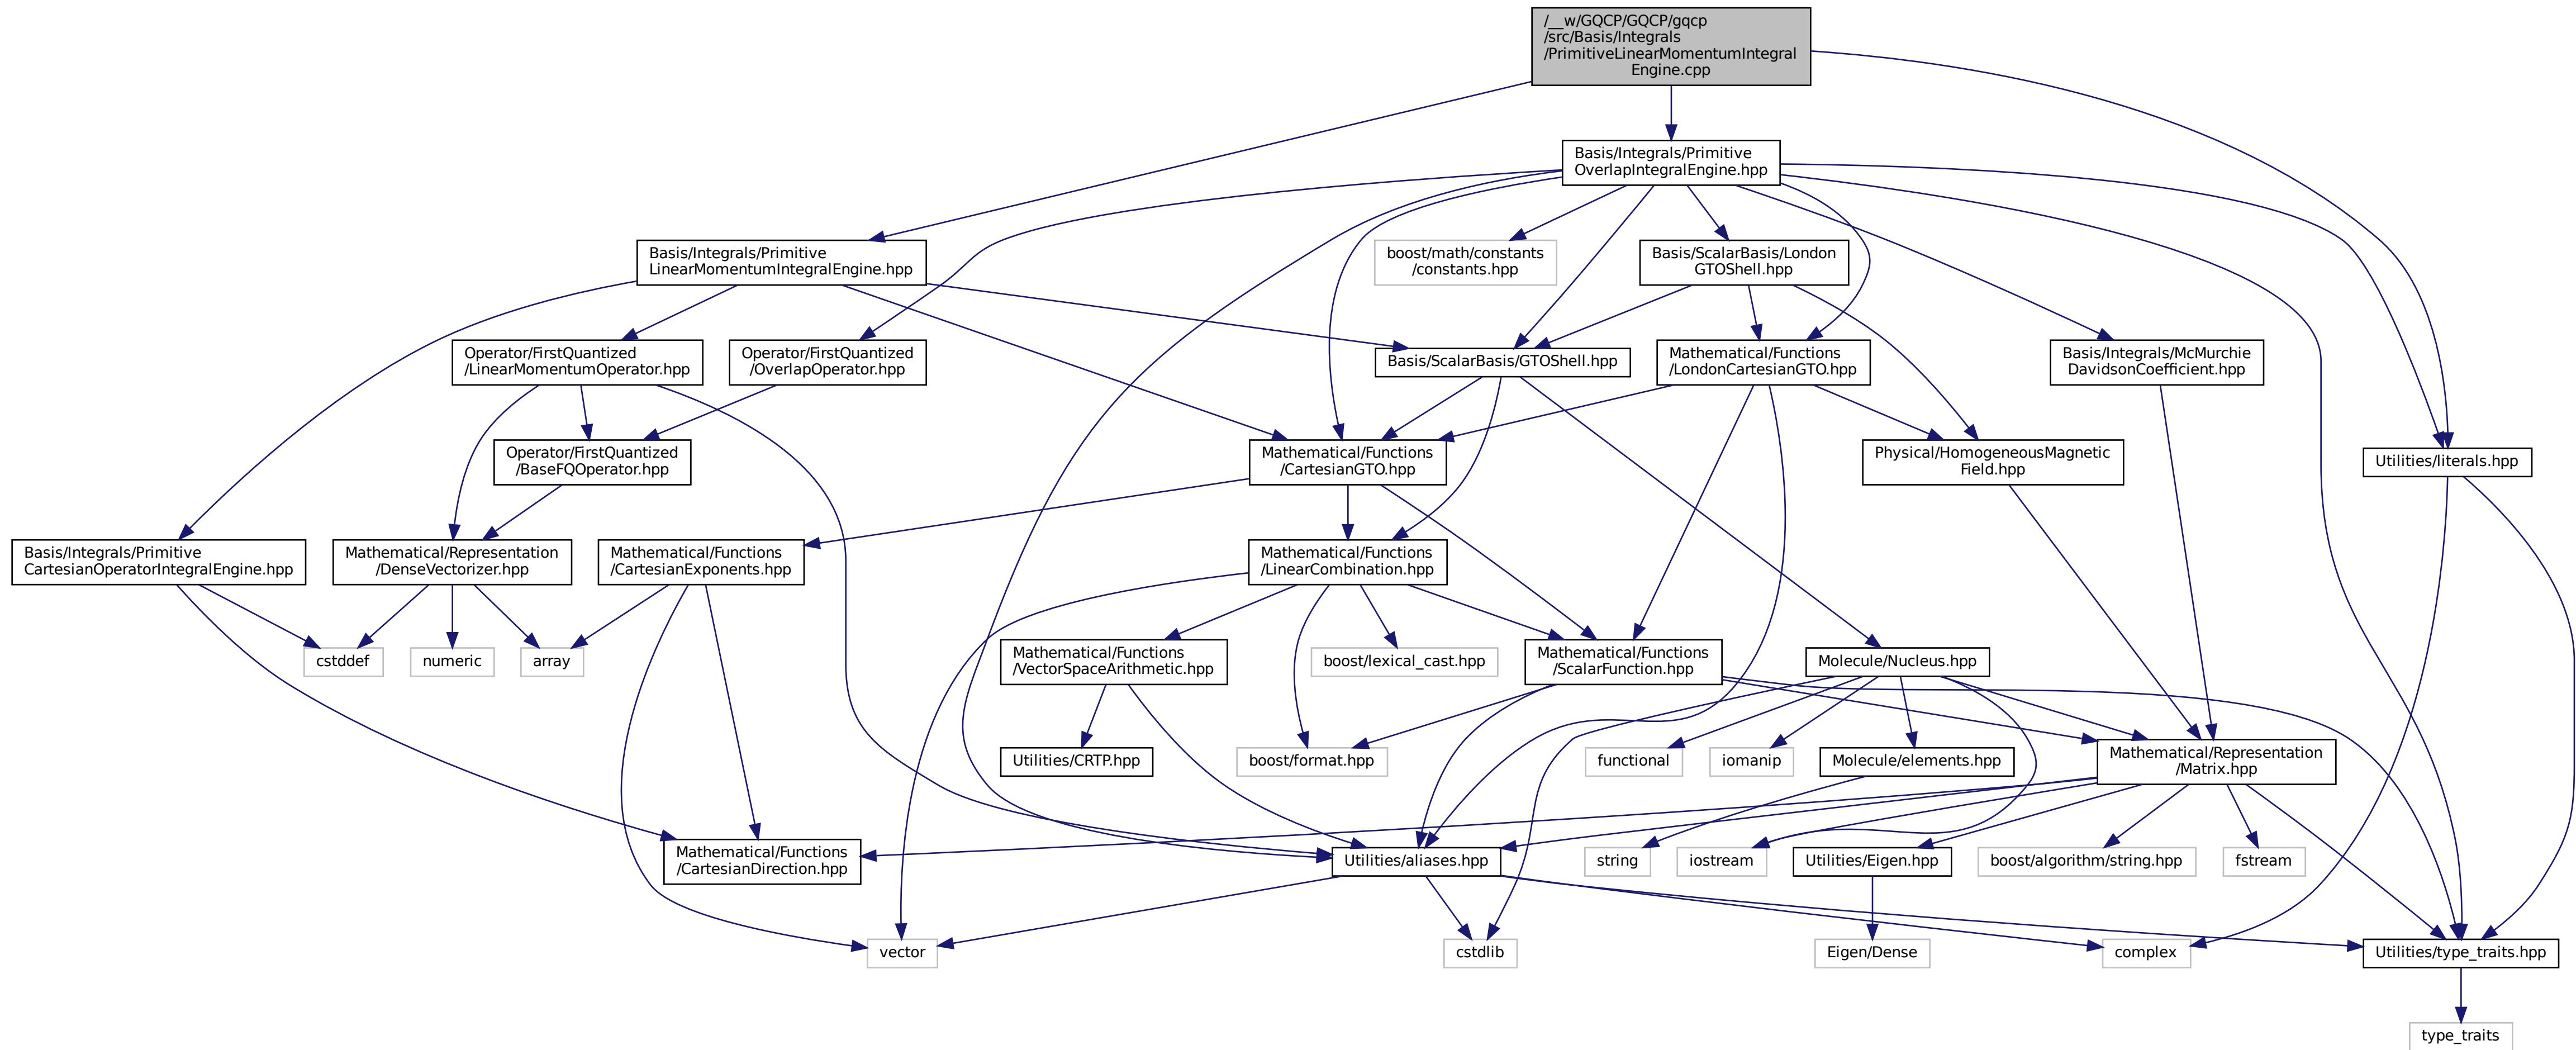 /__w/GQCP/GQCP/gqcp
/src/Basis/Integrals
/PrimitiveLinearMomentumIntegral
Engine.cpp
Basis/Integrals/Primitive
OverlapIntegralEngine.hpp
Basis/Integrals/Primitive
LinearMomentumIntegralEngine.hpp
boost/math/constants
/constants.hpp
Basis/ScalarBasis/London
GTOShell.hpp
Operator/FirstQuantized
/LinearMomentumOperator.hpp
Operator/FirstQuantized
/OverlapOperator.hpp
Basis/ScalarBasis/GTOShell.hpp
Mathematical/Functions
/LondonCartesianGTO.hpp
Basis/Integrals/McMurchie
DavidsonCoefficient.hpp
Operator/FirstQuantized
/BaseFQOperator.hpp
Mathematical/Functions
/CartesianGTO.hpp
Physical/HomogeneousMagnetic
Field.hpp
Utilities/literals.hpp
Basis/Integrals/Primitive
CartesianOperatorIntegralEngine.hpp
Mathematical/Representation
/DenseVectorizer.hpp
Mathematical/Functions
/CartesianExponents.hpp
Mathematical/Functions
/LinearCombination.hpp
cstddef
numeric
array
Mathematical/Functions
/VectorSpaceArithmetic.hpp
boost/lexical_cast.hpp
Mathematical/Functions
/ScalarFunction.hpp
Molecule/Nucleus.hpp
Utilities/CRTP.hpp
boost/format.hpp
functional
iomanip
Molecule/elements.hpp
Mathematical/Representation
/Matrix.hpp
Mathematical/Functions
/CartesianDirection.hpp
Utilities/aliases.hpp
string
iostream
Utilities/Eigen.hpp
boost/algorithm/string.hpp
fstream
vector
cstdlib
Eigen/Dense
complex
Utilities/type_traits.hpp
type_traits